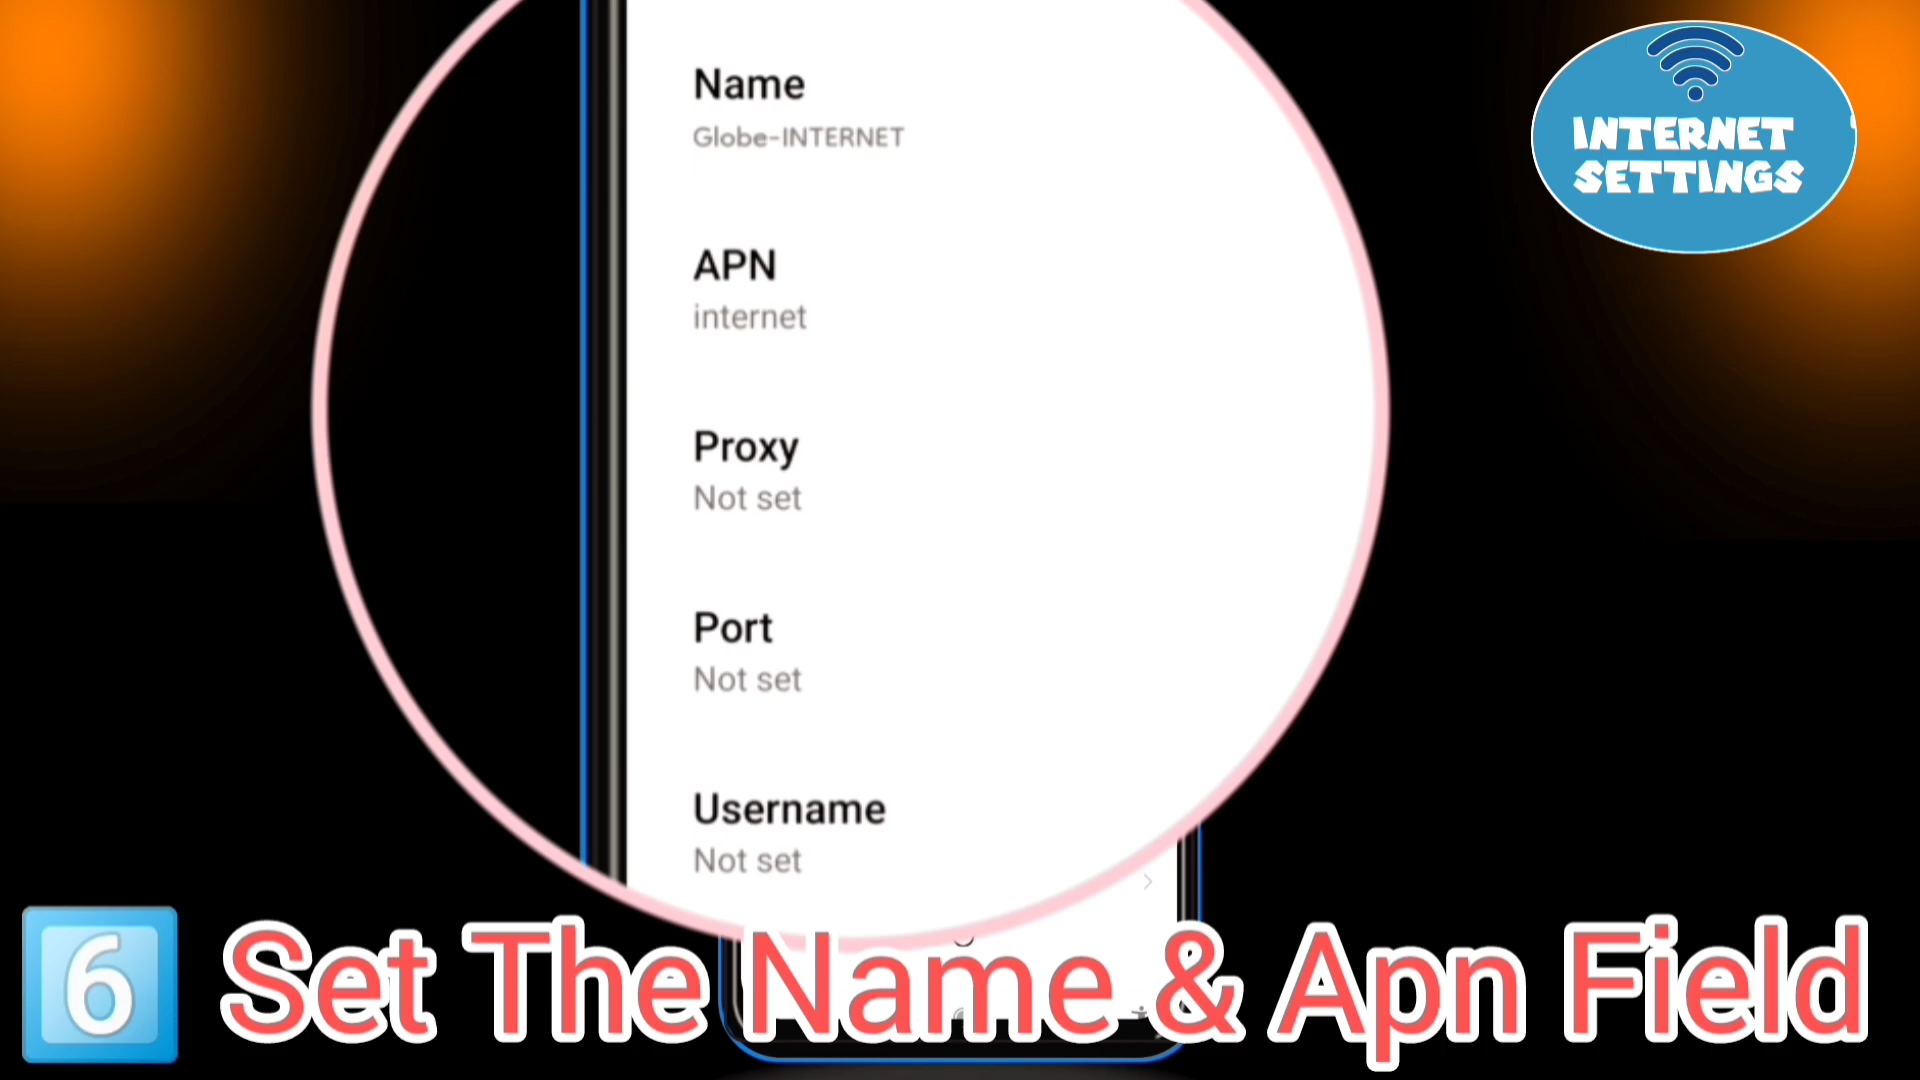 Name
Globe-INTERNET
APN
internet
Proxy
Not set
Port
Not set
Username
Not set
INTERNET
SETTINGS
6 Set The Name & Apn Field